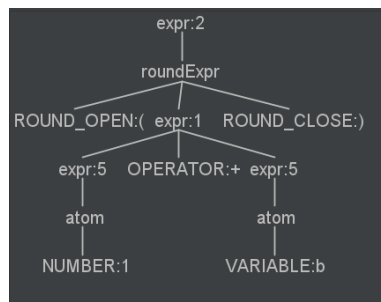 expr:2
roundExpr
ROUND_OPEN:( expr:1 ROUND_CLOSE:)
expr:5 OPERATOR:+ expr:5
atom atom
NUMBER:1 VARIABLE:b